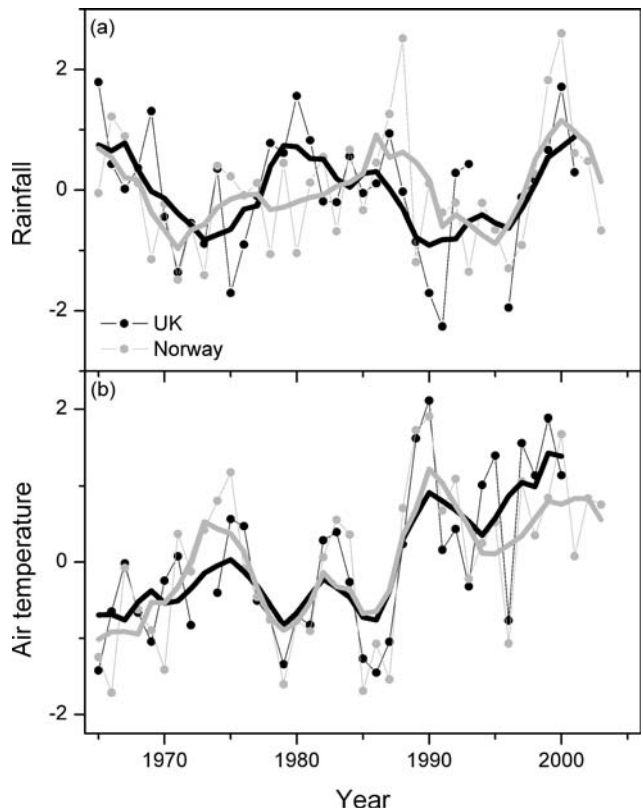 (a)
2
0
-2
Rainfall
UK
Norway
(b)
2
0
-2
Air temperature
1970 1980 1990 2000
Year